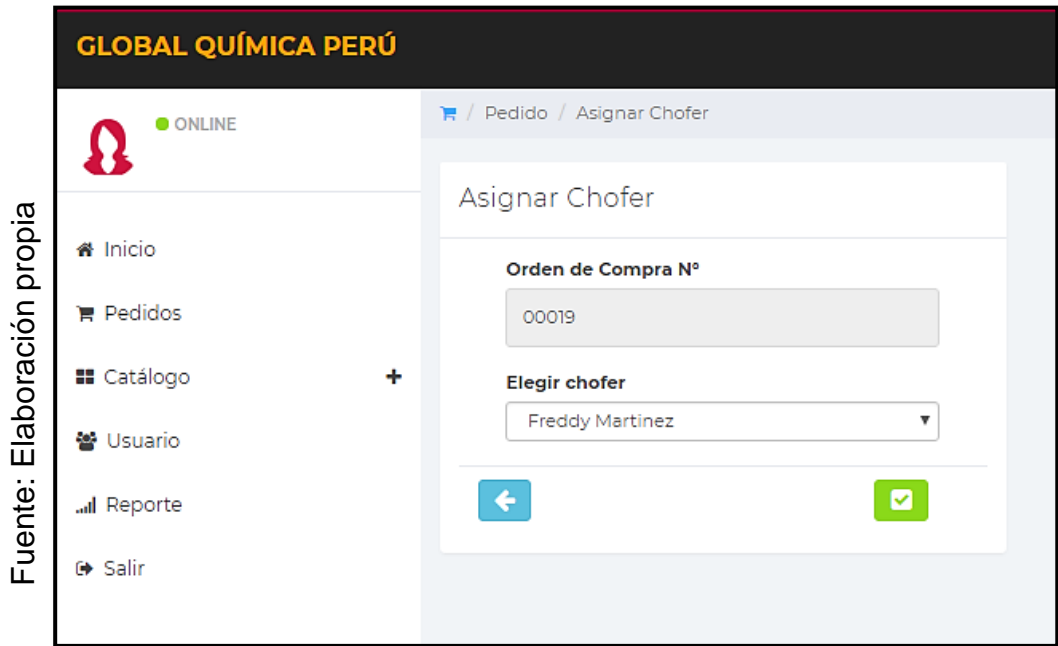 GLOBAL QUÍMICA PERÚ
ONLINE
Inicio
Pedidos
Catálogo
Usuario
Reporte
Salir
/ Pedido / Asignar Chofer
Asignar Chofer
Orden de Compra Nº
00019
Elegir chofer
Freddy Martinez
Fuente: Elaboración propia